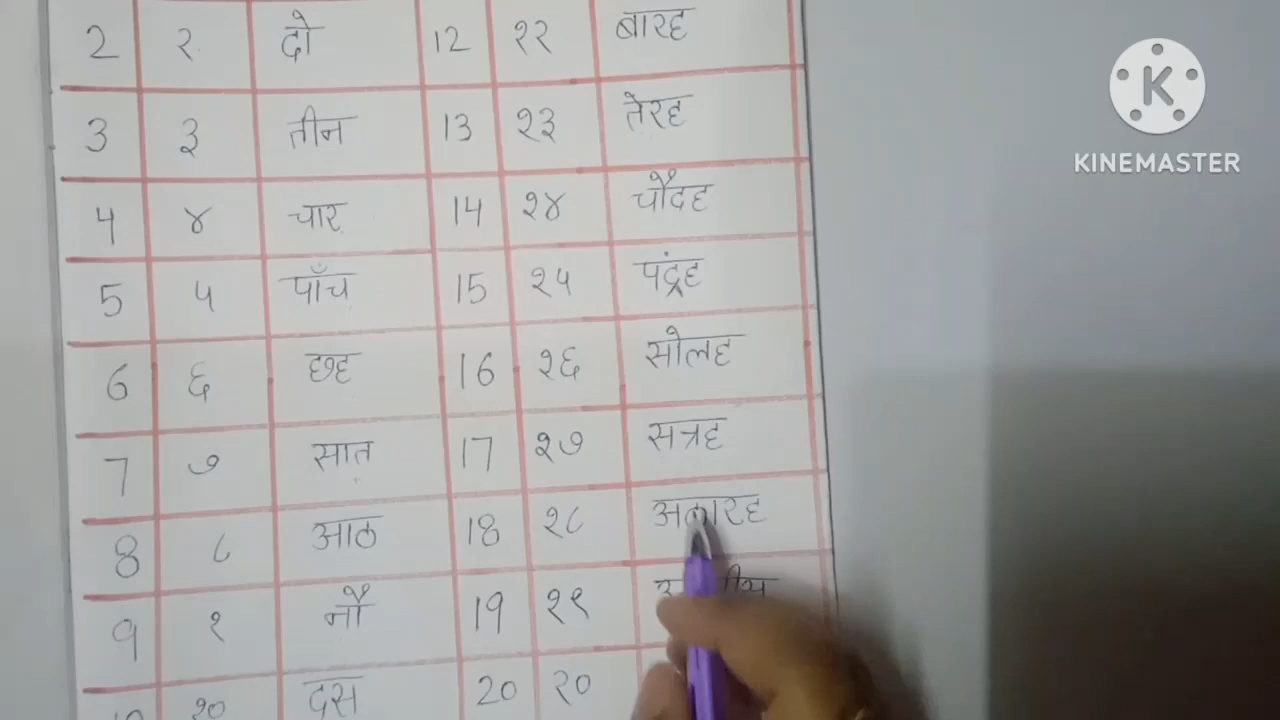 2 २ दो 12 १२ बारह
3 ३ तीन 13 १३ तेरह
4 ४ चार 14 १४ चौदह
5 ५ पाँच 15 १५ पंद्रह
6 ६ छह 16 १६ सोलह
7 ७ सात 17 १७ सत्रह
8 ८ आठ 18 १८ अठारह
9 १ नौ 19 १९
१० दस 20 २०
KINEMASTER